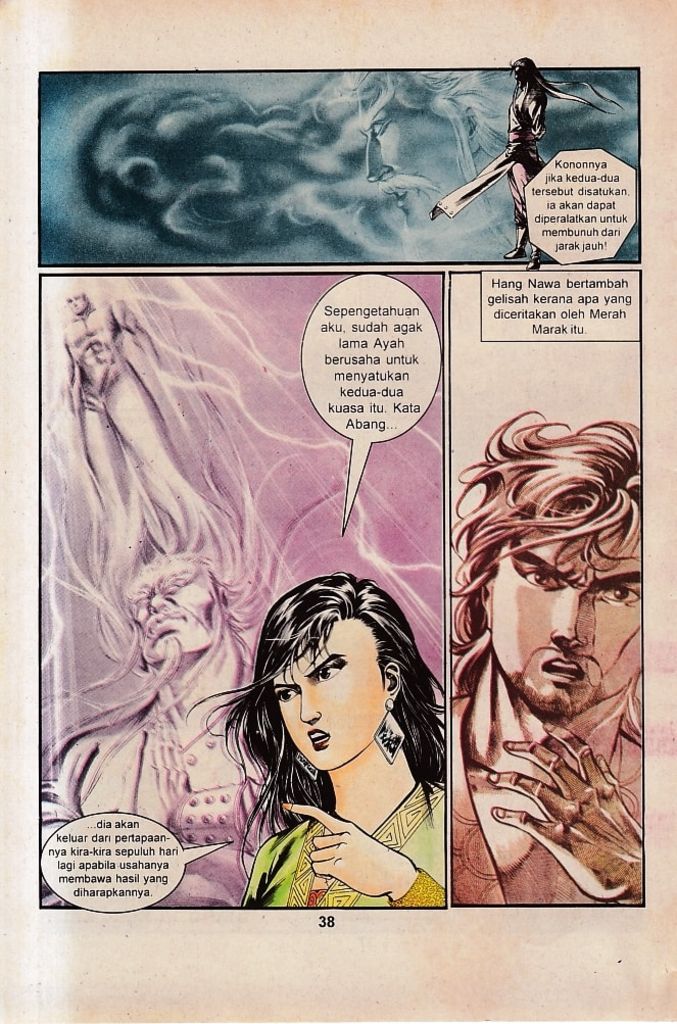 Kononnya
jika kedua-dua
tersebut disatukan,
ia akan dapat
diperalatkan untuk
membunuh dari
jarak jauh!
Sepengetahuan
aku, sudah agak
lama Ayah
berusaha untuk
menyatukan
kedua-dua
kuasa itu. Kata
Abang...
...dia akan
keluar dari pertapaan-
nya kira-kira sepuluh hari
lagi apabila usahanya
membawa hasil yang
diharapkannya.
Hang Nawa bertambah
gelisah kerana apa yang
diceritakan oleh Merah
Marak itu.
38